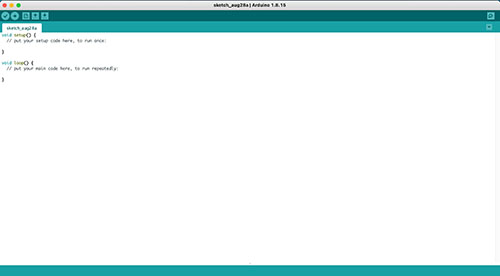 sketch_aug28a | Arduino 1.8.16
sketch_aug28a
void setup() {
// put your setup code here, to run once:
}
void loop() {
// put your main code here, to run repeatedly:
}